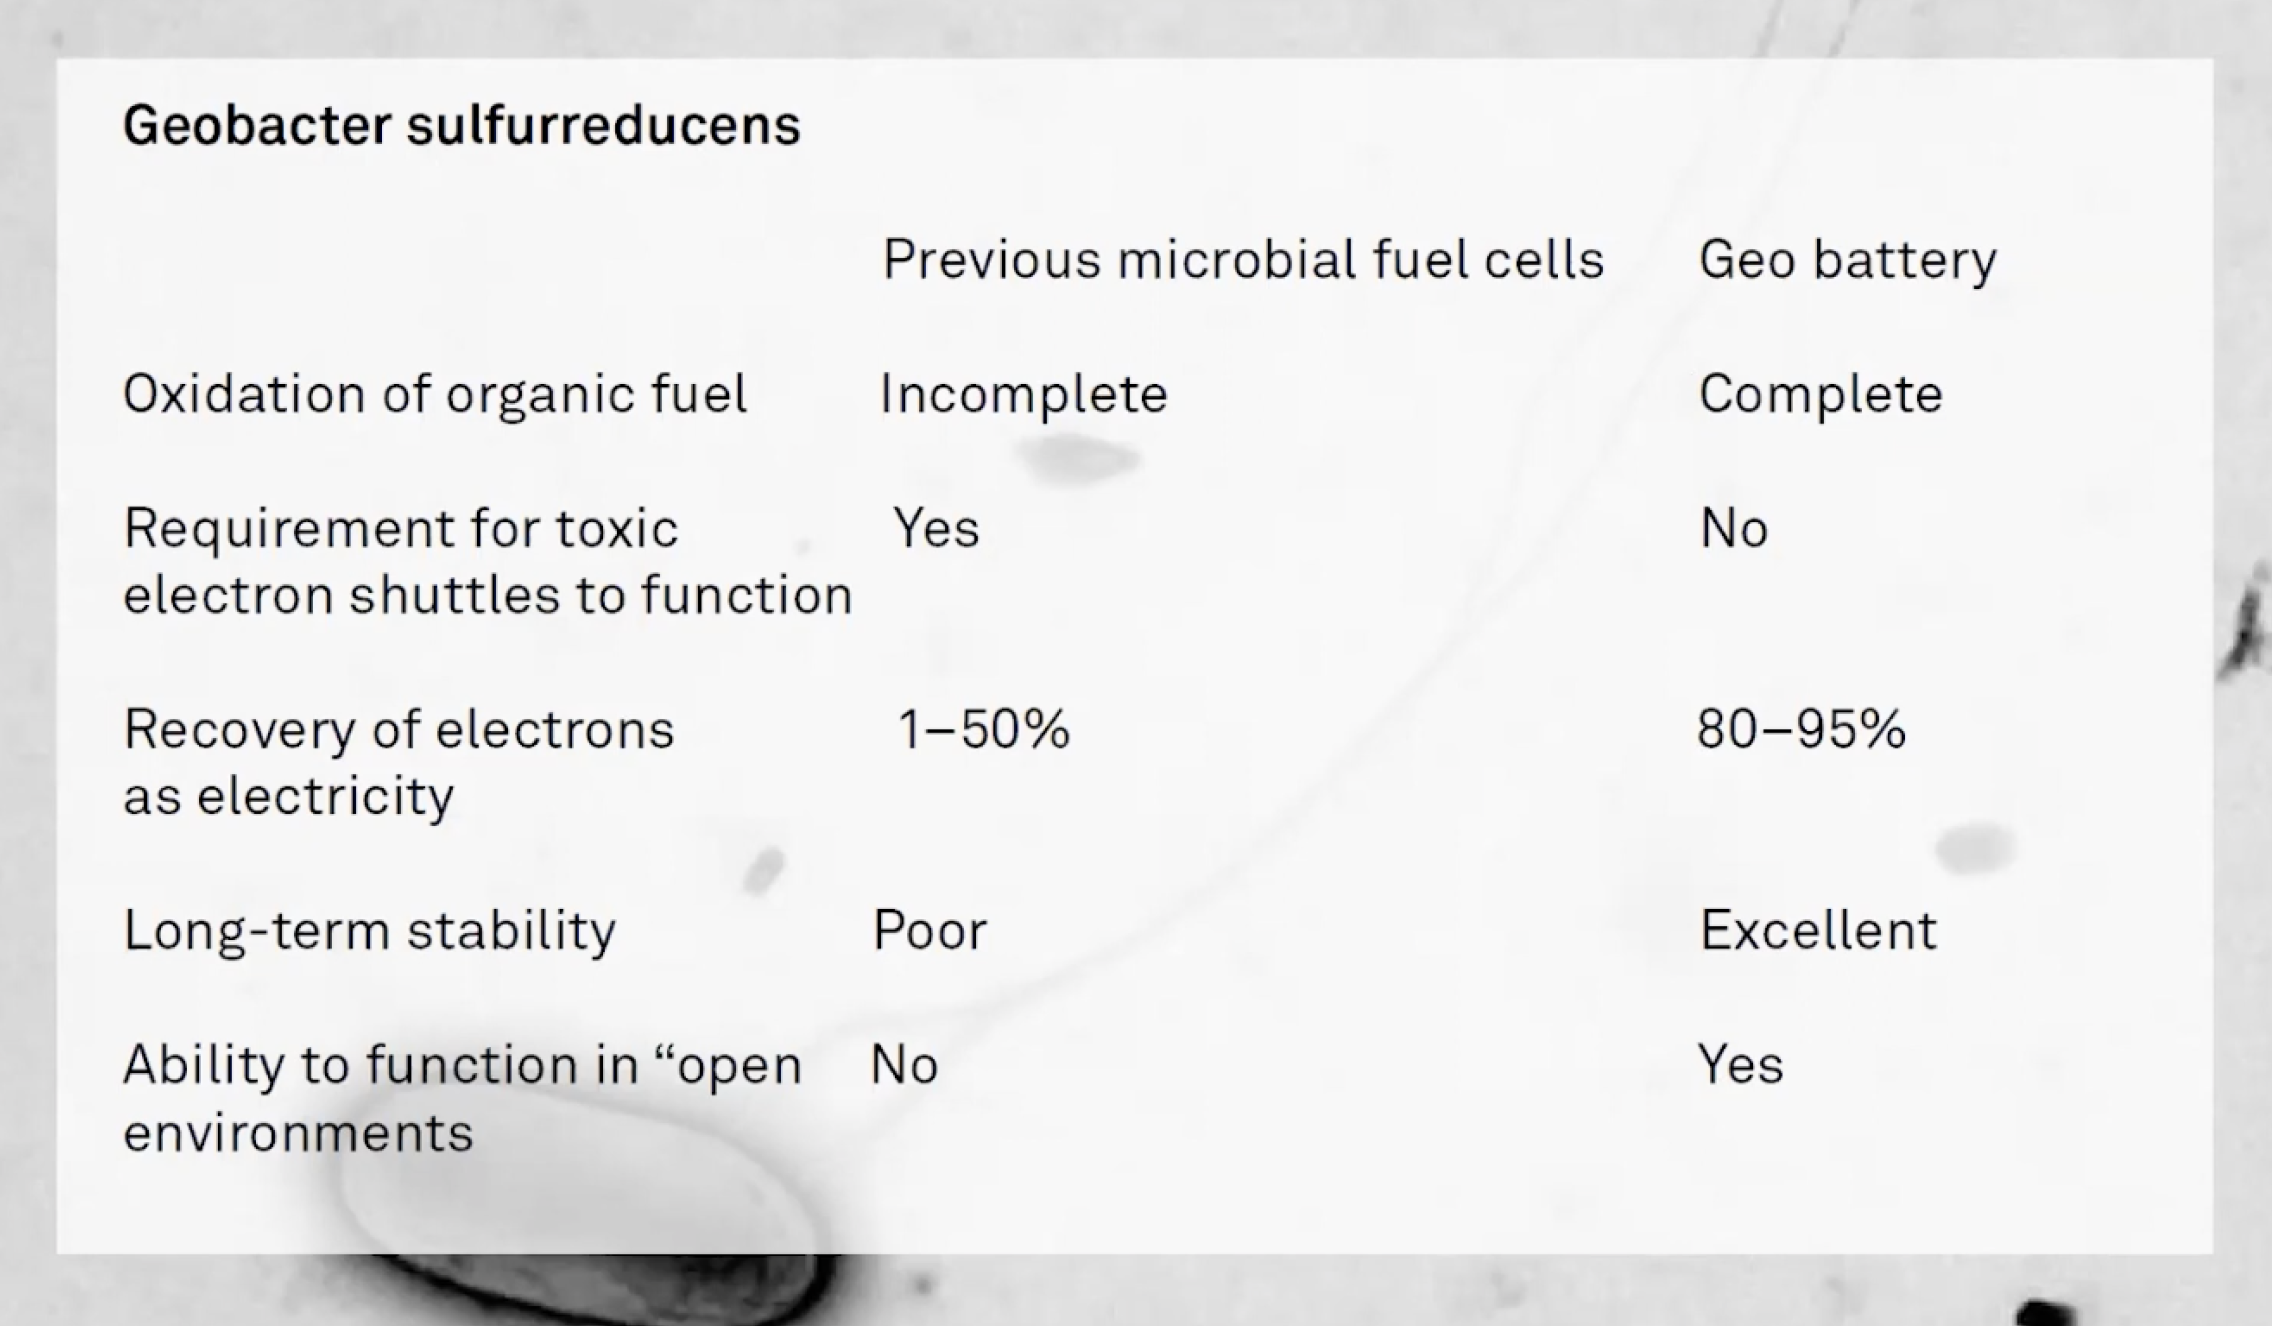 Geobacter sulfurreducens
Previous microbial fuel cells Geo battery
Oxidation of organic fuel Incomplete Complete
Requirement for toxic Yes No
electron shuttles to function
Recovery of electrons 1–50% 80–95%
as electricity
Long-term stability Poor Excellent
Ability to function in “open No Yes
environments